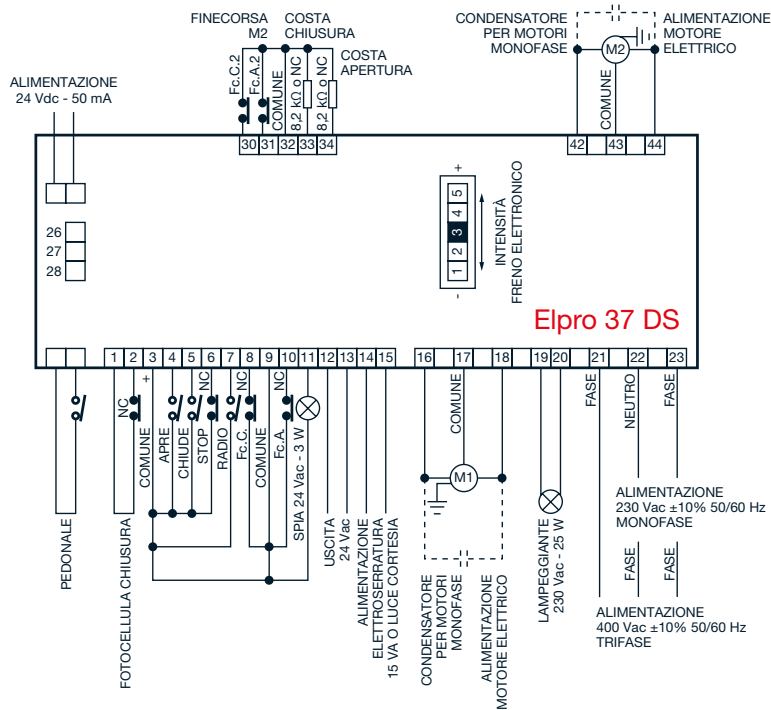 FINECORSA
M2
COSTA
CHIUSURA
COSTA
APERTURA
CONDENSATORE
PER MOTORI
MONOFASE
ALIMENTAZIONE
MOTORE
ELETTRICO
M2
ALIMENTAZIONE
24 Vdc - 50 mA
Fc.C.2
Fc.A.2
COMUNE
8,2 kΩ o NC
8,2 kΩ o NC
COMUNE
30 31 32 33 34
42 43 44
26
27
28
+
5
4
3
2
1
-
INTENSITÀ
FRENO ELETTRONICO
Elpro 37 DS
1 2 3 4 5 6 7 8 9 10 11 12 13 14 15
16 17 18 19 20 21 22 23
PEDONALE
FOTOCELLULA CHIUSURA
NC
COMUNE +
APRE
CHIUDE
STOP NC
RADIO
Fc.C. NC
COMUNE
Fc.A. NC
SPIA 24 Vac - 3 W
USCITA
24 Vac
ALIMENTAZIONE
ELETTROSERRATURA
15 VA O LUCE CORTESIA
COMUNE
M1
CONDENSATORE
PER MOTORI
MONOFASE
ALIMENTAZIONE
MOTORE ELETTRICO
LAMPEGGIANTE
230 Vac - 25 W
FASE
NEUTRO
FASE
ALIMENTAZIONE
230 Vac ±10% 50/60 Hz
MONOFASE
FASE
FASE
FASE
ALIMENTAZIONE
400 Vac ±10% 50/60 Hz
TRIFASE